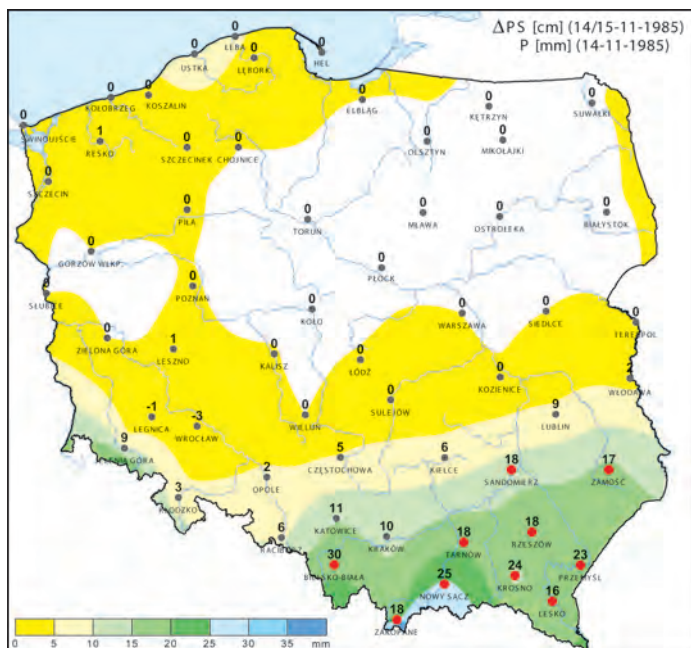 ΔPS [cm] (14/15-11-1985)
P [mm] (14-11-1985)
0
ŁEBA
0
USTKA
0
LĘBORK
0
HEL
0
KOŁOBRZEG
0
KOSZALIN
0
ELBLĄG
0
KĘTRZYN
0
SUWAŁKI
0
ŚWINOUJŚCIE
1
RESKO
0
SZCZECINEK
0
CHOJNICE
0
OLSZTYN
0
MIKOŁAJKI
0
SZCZECIN
0
PIŁA
0
TORUŃ
0
MŁAWA
0
OSTROŁĘKA
0
BIAŁYSTOK
0
GORZÓW WLKP.
0
PŁOCK
0
SŁUBICE
0
POZNAŃ
0
KOŁO
0
WARSZAWA
0
SIEDLCE
0
TERESPOL
0
ZIELONA GÓRA
1
LESZNO
0
KALISZ
0
ŁÓDŹ
0
KOZIENICE
2
WŁODAWA
-1
LEGNICA
-3
WROCŁAW
0
WIELUŃ
0
SULEJÓW
9
LUBLIN
9
JELENIA GÓRA
2
OPOLE
5
CZĘSTOCHOWA
6
KIELCE
18
SANDOMIERZ
17
ZAMOŚĆ
3
KŁODZKO
6
RACIBÓRZ
11
KATOWICE
10
KRAKÓW
18
TARNÓW
18
RZESZÓW
30
BIELSKO-BIAŁA
25
NOWY SĄCZ
24
KROSNO
23
PRZEMYŚL
18
ZAKOPANE
16
LESKO
0 5 10 15 20 25 30 35 mm